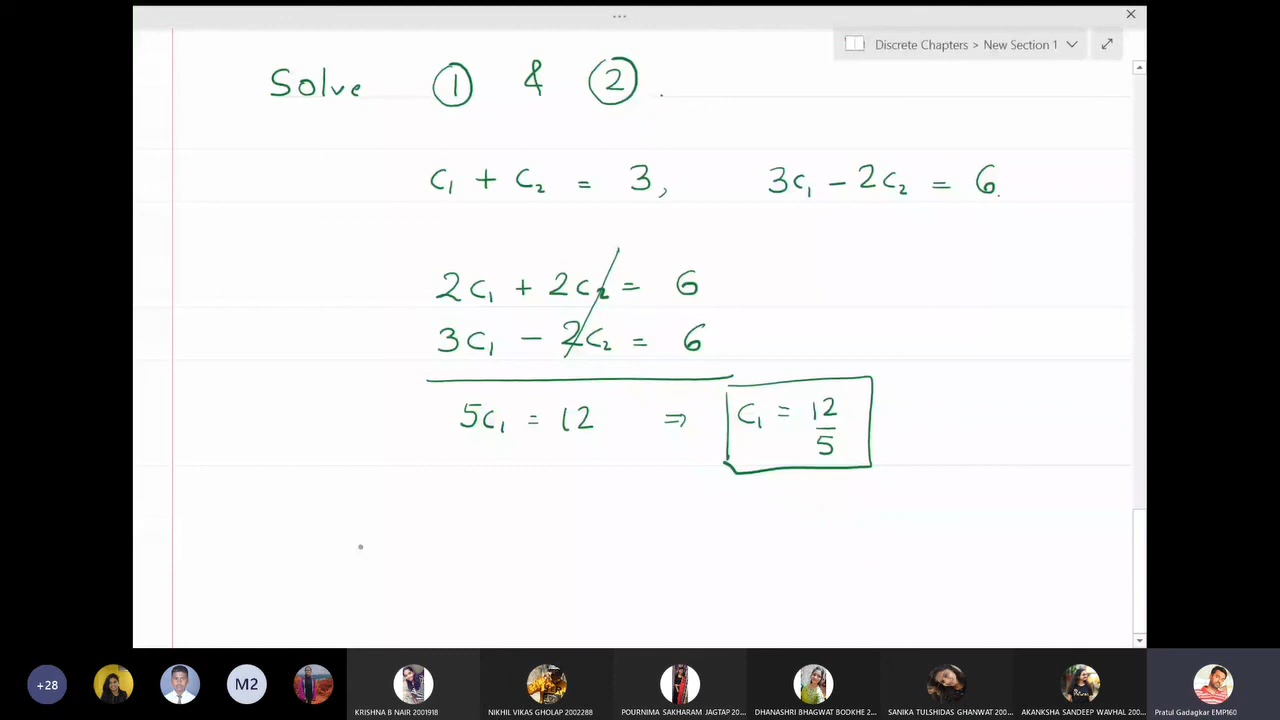 Discrete Chapters > New Section 1
Solve ① & ② .
c₁ + c₂ = 3, 3c₁ - 2c₂ = 6.
2c₁ + 2c₂ = 6
3c₁ - 2c₂ = 6
5c₁ = 12 ⇒ c₁ = 12/5
+28 M2
KRISHNA B NAIR 2001918
NIKHIL VIKAS GHOLAP 2002288
POURNIMA SAKHARAM JAGTAP 20...
DHANASHRI BHAGWAT BODKHE 2...
SANIKA TULSHIDAS GHANWAT 200...
AKANKSHA SANDEEP WAVHAL 200...
Pratul Gadagkar EMP160